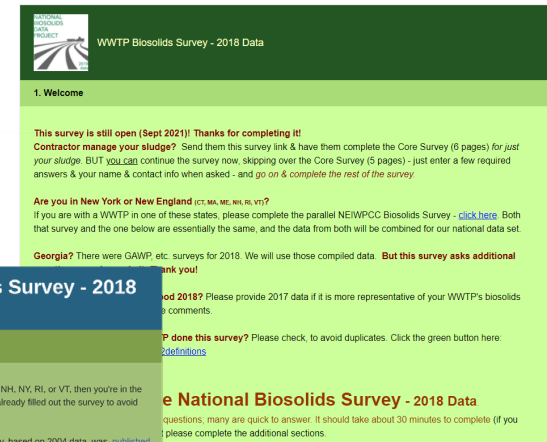 NATIONAL
BIOSOLIDS
DATA
PROJECT
2018
data
WWTP Biosolids Survey - 2018 Data
1. Welcome
This survey is still open (Sept 2021)! Thanks for completing it!
Contractor manage your sludge? Send them this survey link & have them complete the Core Survey (6 pages) for just
your sludge. BUT you can continue the survey now, skipping over the Core Survey (5 pages) - just enter a few required
answers & your name & contact info when asked - and go on & complete the rest of the survey.
Are you in New York or New England (CT, MA, ME, NH, RI, VT)?
If you are with a WWTP in one of these states, please complete the parallel NEIWPCC Biosolids Survey - click here. Both
that survey and the one below are essentially the same, and the data from both will be combined for our national data set.
Georgia? There were GAWP, etc. surveys for 2018. We will use those compiled data. But this survey asks additional
ank you!
ood 2018? Please provide 2017 data if it is more representative of your WWTP's biosolids
e comments.
P done this survey? Please check, to avoid duplicates. Click the green button here:
2definitions
e National Biosolids Survey - 2018 Data
questions; many are quick to answer. It should take about 30 minutes to complete (if you
please complete the additional sections.
s Survey - 2018
NH, NY, RI, or VT, then you're in the
already filled out the survey to avoid
y, based on 2004 data, was published